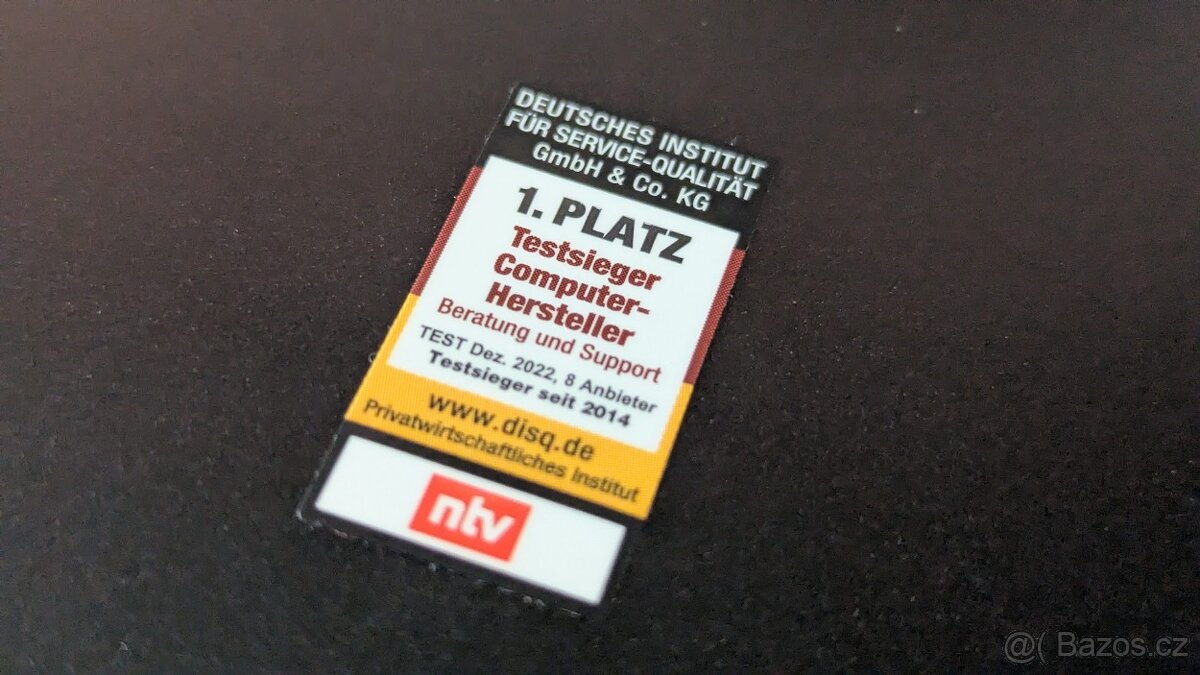 DEUTSCHES INSTITUT
FÜR SERVICE-QUALITÄT
GmbH & Co. KG
1. PLATZ
Testsieger
Computer-
Hersteller
Beratung und Support
TEST Dez. 2022, 8 Anbieter
Testsieger seit 2014
www.disq.de
Privatwirtschaftliches Institut
ntv
@( Bazos.cz